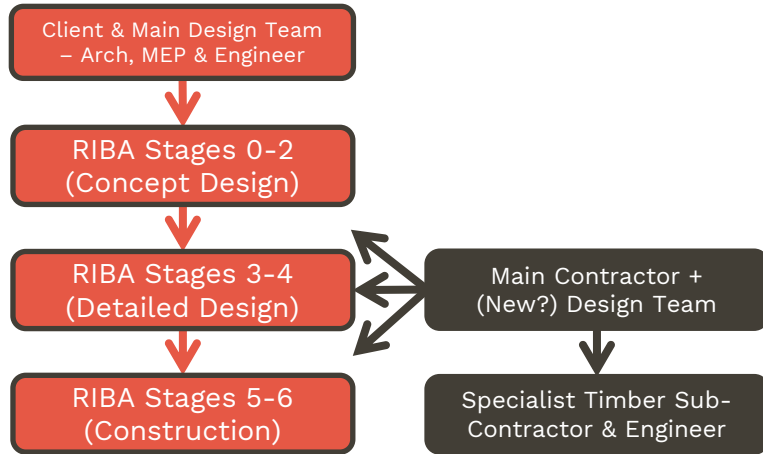 Client & Main Design Team
– Arch, MEP & Engineer
RIBA Stages 0-2
(Concept Design)
RIBA Stages 3-4
(Detailed Design)
Main Contractor +
(New?) Design Team
RIBA Stages 5-6
(Construction)
Specialist Timber Sub-
Contractor & Engineer